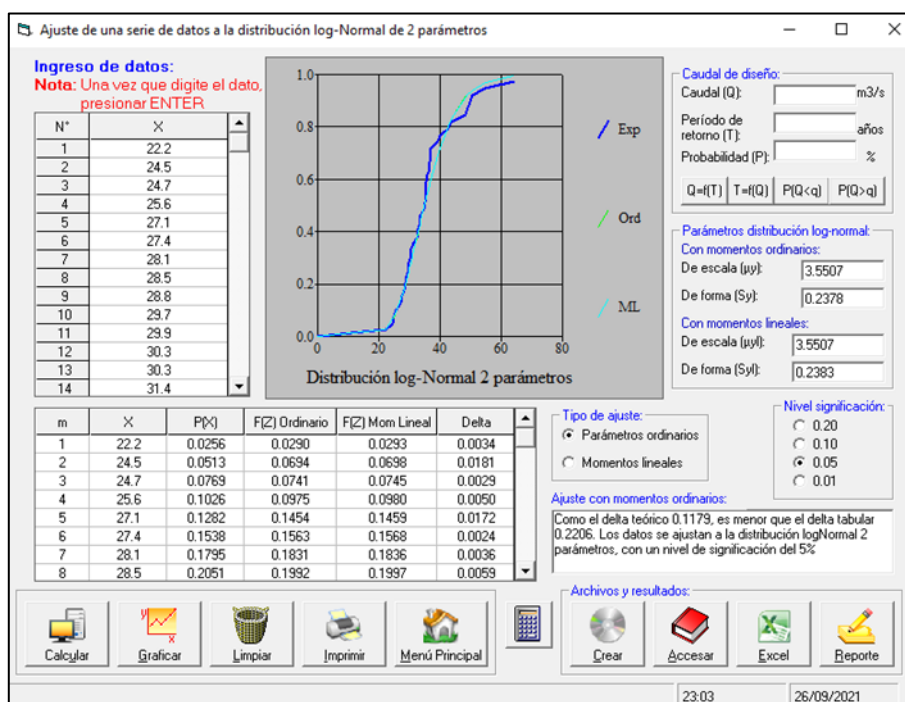 Ajuste de una serie de datos a la distribución log-Normal de 2 parámetros
Ingreso de datos:
Nota: Una vez que digite el dato,
presionar ENTER
N° X
1 22.2
2 24.5
3 24.7
4 25.6
5 27.1
6 27.4
7 28.1
8 28.5
9 28.8
10 29.7
11 29.9
12 30.3
13 30.3
14 31.4
1.0
0.8
0.6
0.4
0.2
0.0
0 20 40 60 80
Exp
Ord
ML
Distribución log-Normal 2 parámetros
Caudal de diseño:
Caudal (Q): m3/s
Período de
retorno (T): años
Probabilidad (P): %
Q=f(T) T=f(Q) P(Q<q) P(Q>q)
Parámetros distribución log-normal:
Con momentos ordinarios:
De escala (μy): 3.5507
De forma (Sy): 0.2378
Con momentos lineales:
De escala (μyl): 3.5507
De forma (Syl): 0.2383
m X P(X) F(Z) Ordinario F(Z) Mom Lineal Delta
1 22.2 0.0256 0.0290 0.0293 0.0034
2 24.5 0.0513 0.0694 0.0698 0.0181
3 24.7 0.0769 0.0741 0.0745 0.0029
4 25.6 0.1026 0.0975 0.0980 0.0050
5 27.1 0.1282 0.1454 0.1459 0.0172
6 27.4 0.1538 0.1563 0.1568 0.0024
7 28.1 0.1795 0.1831 0.1836 0.0036
8 28.5 0.2051 0.1992 0.1997 0.0059
Tipo de ajuste:
Parámetros ordinarios
Momentos lineales
Nivel significación:
0.20
0.10
0.05
0.01
Ajuste con momentos ordinarios:
Como el delta teórico 0.1179, es menor que el delta tabular
0.2206. Los datos se ajustan a la distribución logNormal 2
parámetros, con un nivel de significación del 5%
Calcular Graficar Limpiar Imprimir Menú Principal
Archivos y resultados:
Crear Accesar Excel Reporte
23:03 26/09/2021